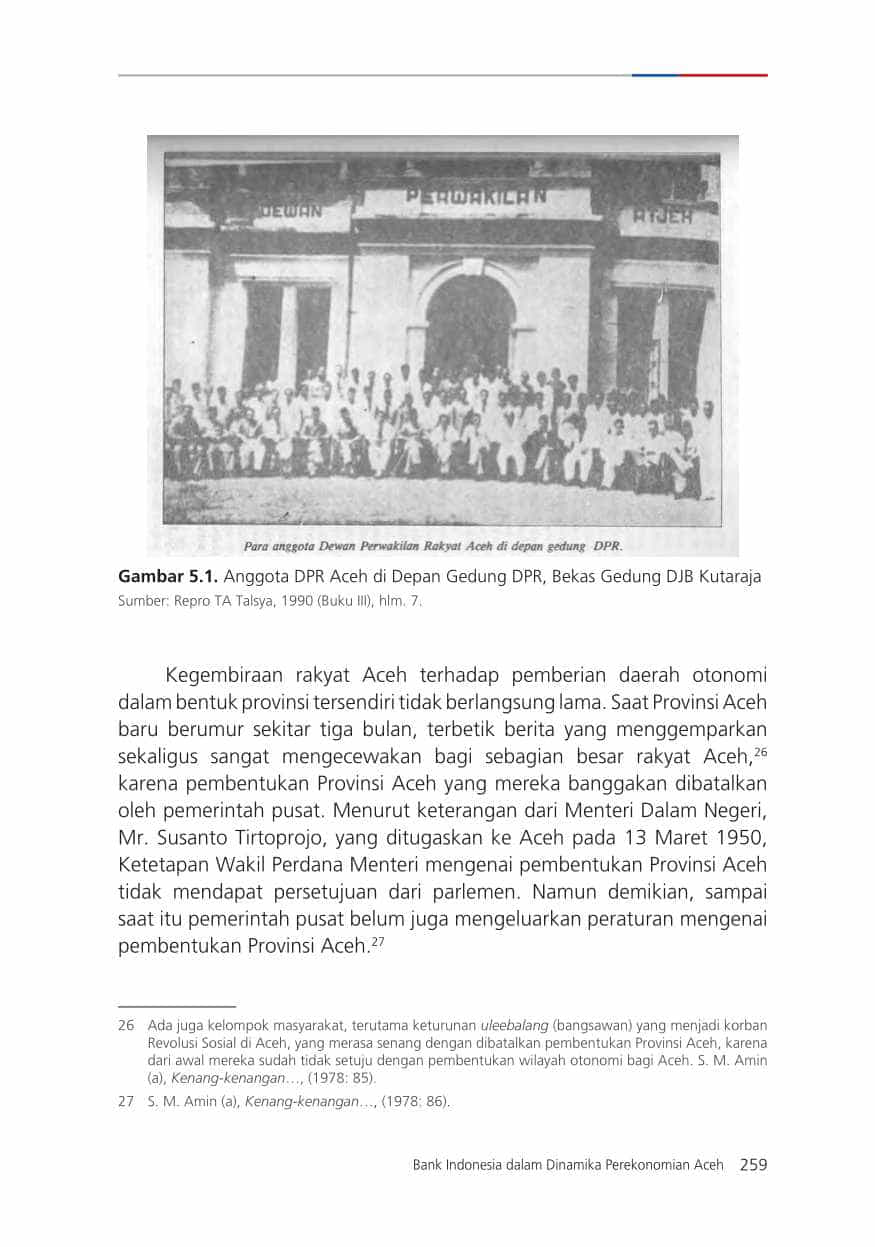 DEWAN
PERWAKILAN
ATJEH
Para anggota Dewan Perwakilan Rakyat Aceh di depan gedung DPR.
Gambar 5.1. Anggota DPR Aceh di Depan Gedung DPR, Bekas Gedung DJB Kutaraja
Sumber: Repro TA Talsya, 1990 (Buku III), hlm. 7.
Kegembiraan rakyat Aceh terhadap pemberian daerah otonomi
dalam bentuk provinsi tersendiri tidak berlangsung lama. Saat Provinsi Aceh
baru berumur sekitar tiga bulan, terbetik berita yang menggemparkan
sekaligus sangat mengecewakan bagi sebagian besar rakyat Aceh,²⁶
karena pembentukan Provinsi Aceh yang mereka banggakan dibatalkan
oleh pemerintah pusat. Menurut keterangan dari Menteri Dalam Negeri,
Mr. Susanto Tirtoprojo, yang ditugaskan ke Aceh pada 13 Maret 1950,
Ketetapan Wakil Perdana Menteri mengenai pembentukan Provinsi Aceh
tidak mendapat persetujuan dari parlemen. Namun demikian, sampai
saat itu pemerintah pusat belum juga mengeluarkan peraturan mengenai
pembentukan Provinsi Aceh.²⁷
26 Ada juga kelompok masyarakat, terutama keturunan uleebalang (bangsawan) yang menjadi korban
Revolusi Sosial di Aceh, yang merasa senang dengan dibatalkan pembentukan Provinsi Aceh, karena
dari awal mereka sudah tidak setuju dengan pembentukan wilayah otonomi bagi Aceh. S. M. Amin
(a), Kenang-kenangan…, (1978: 85).
27 S. M. Amin (a), Kenang-kenangan…, (1978: 86).
Bank Indonesia dalam Dinamika Perekonomian Aceh 259